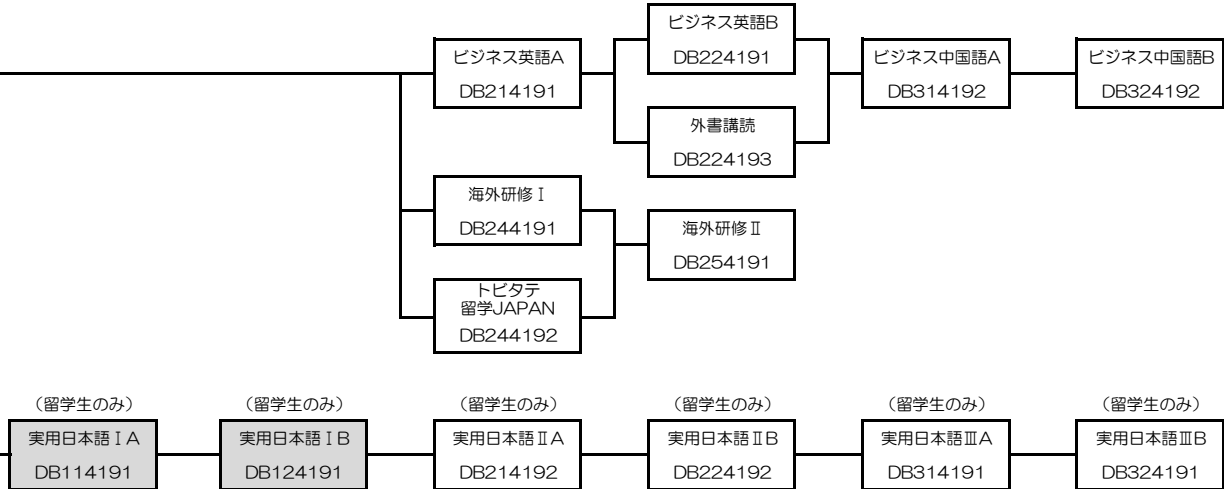 ビジネス英語A
DB214191
ビジネス英語B
DB224191
外書講読
DB224193
ビジネス中国語A
DB314192
ビジネス中国語B
DB324192
海外研修Ⅰ
DB244191
トビタテ
留学JAPAN
DB244192
海外研修Ⅱ
DB254191
（留学生のみ）
実用日本語ⅠA
DB114191
（留学生のみ）
実用日本語ⅠB
DB124191
（留学生のみ）
実用日本語ⅡA
DB214192
（留学生のみ）
実用日本語ⅡB
DB224192
（留学生のみ）
実用日本語ⅢA
DB314191
（留学生のみ）
実用日本語ⅢB
DB324191